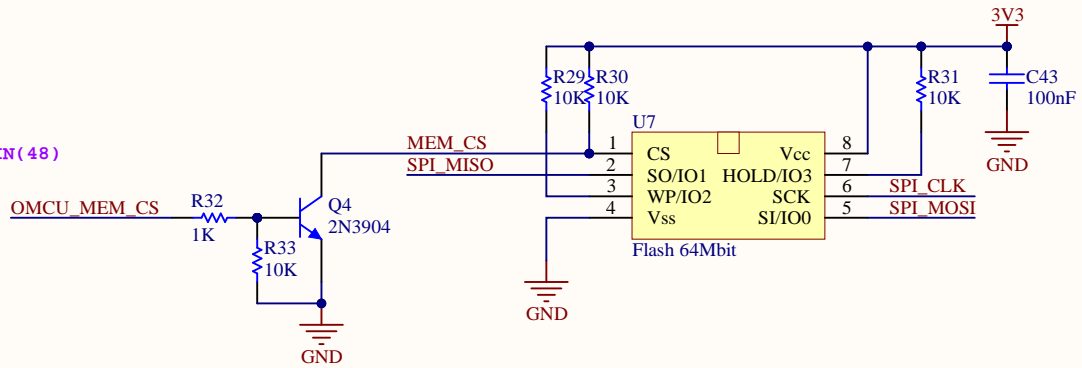 3V3
R29
10K
R30
10K
R31
10K
C43
100nF
GND
U7
IN(48)
MEM_CS
SPI_MISO
1
2
3
4
CS
SO/IO1
WP/IO2
Vss
Vcc
HOLD/IO3
SCK
SI/IO0
8
7
6
5
SPI_CLK
SPI_MOSI
Flash 64Mbit
GND
OMCU_MEM_CS
R32
1K
R33
10K
Q4
2N3904
GND